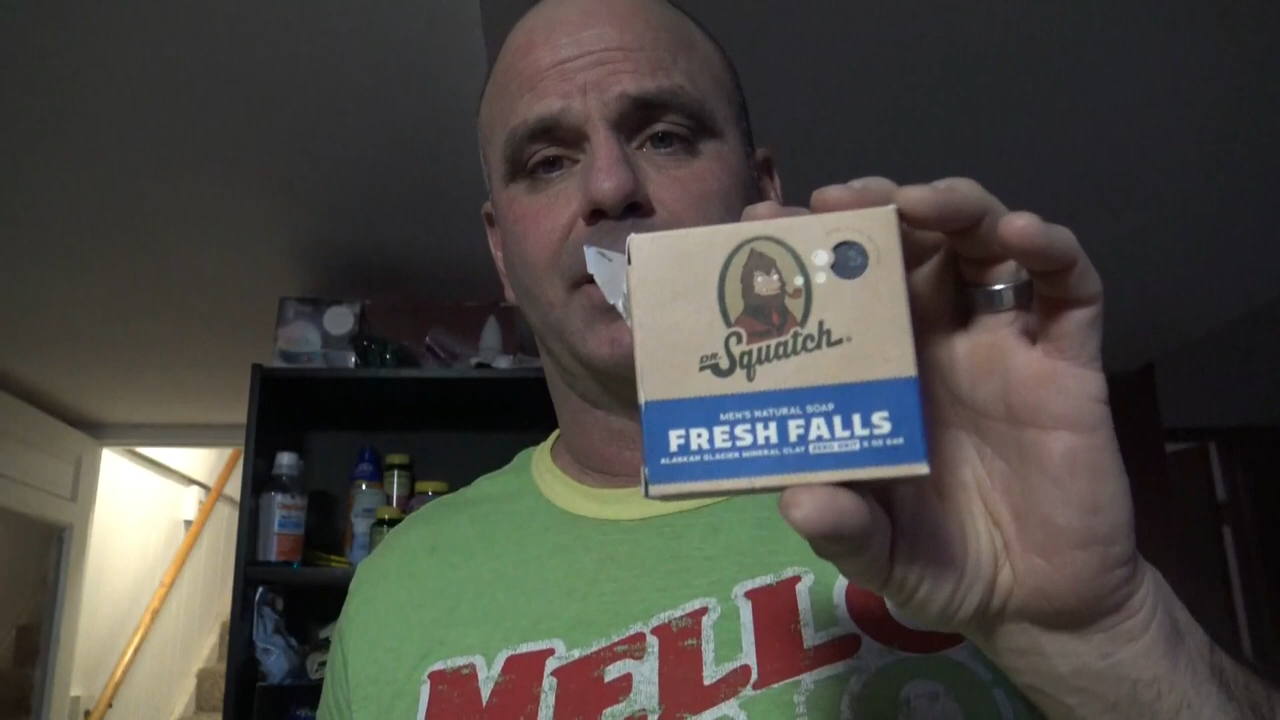 DR.
Squatch
MEN'S NATURAL SOAP
FRESH FALLS
ALASKAN GLACIER MINERAL CLAY ZERO GRIT 5 OZ BAR
MELLO